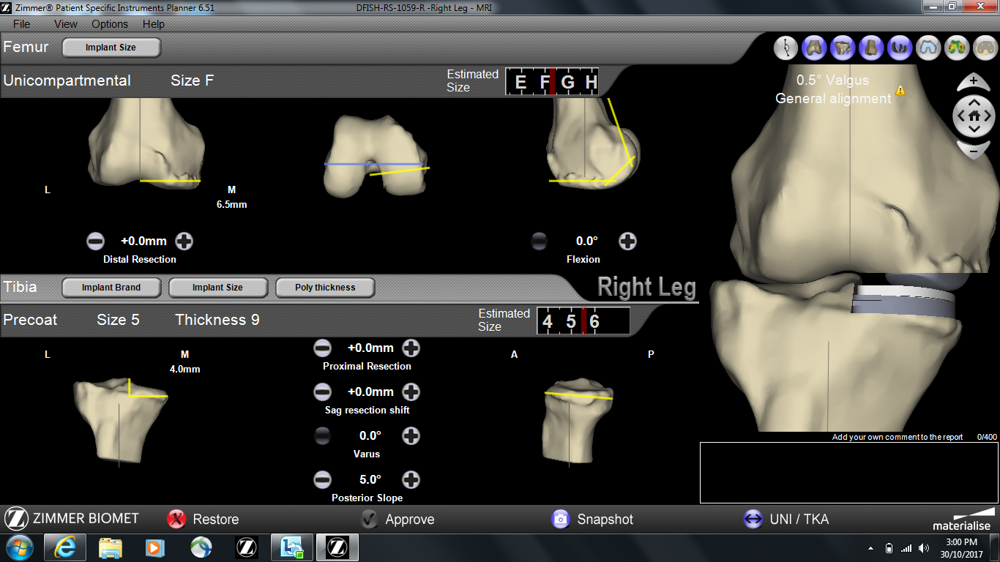 Zimmer® Patient Specific Instruments Planner 6.51
DFISH-RS-1059-R -Right Leg - MRI
File View Options Help
Femur
Implant Size
Unicompartmental Size F
Estimated
Size
E F G H
0.5° Valgus
General alignment
L
M
6.5mm
+0.0mm
Distal Resection
0.0°
Flexion
Tibia
Implant Brand
Implant Size
Poly thickness
Right Leg
Precoat Size 5 Thickness 9
Estimated
Size
4 5 6
L
M
4.0mm
+0.0mm
Proximal Resection
+0.0mm
Sag resection shift
0.0°
Varus
5.0°
Posterior Slope
A
P
Add your own comment to the report 0/400
ZIMMER BIOMET
Restore
Approve
Snapshot
UNI / TKA
materialise
3:00 PM
30/10/2017